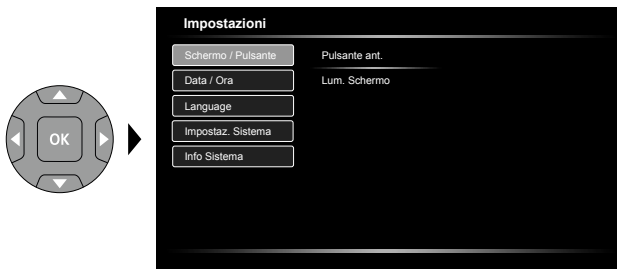 Impostazioni
Schermo / Pulsante
Pulsante ant.
Data / Ora
Lum. Schermo
Language
Impostaz. Sistema
Info Sistema
OK